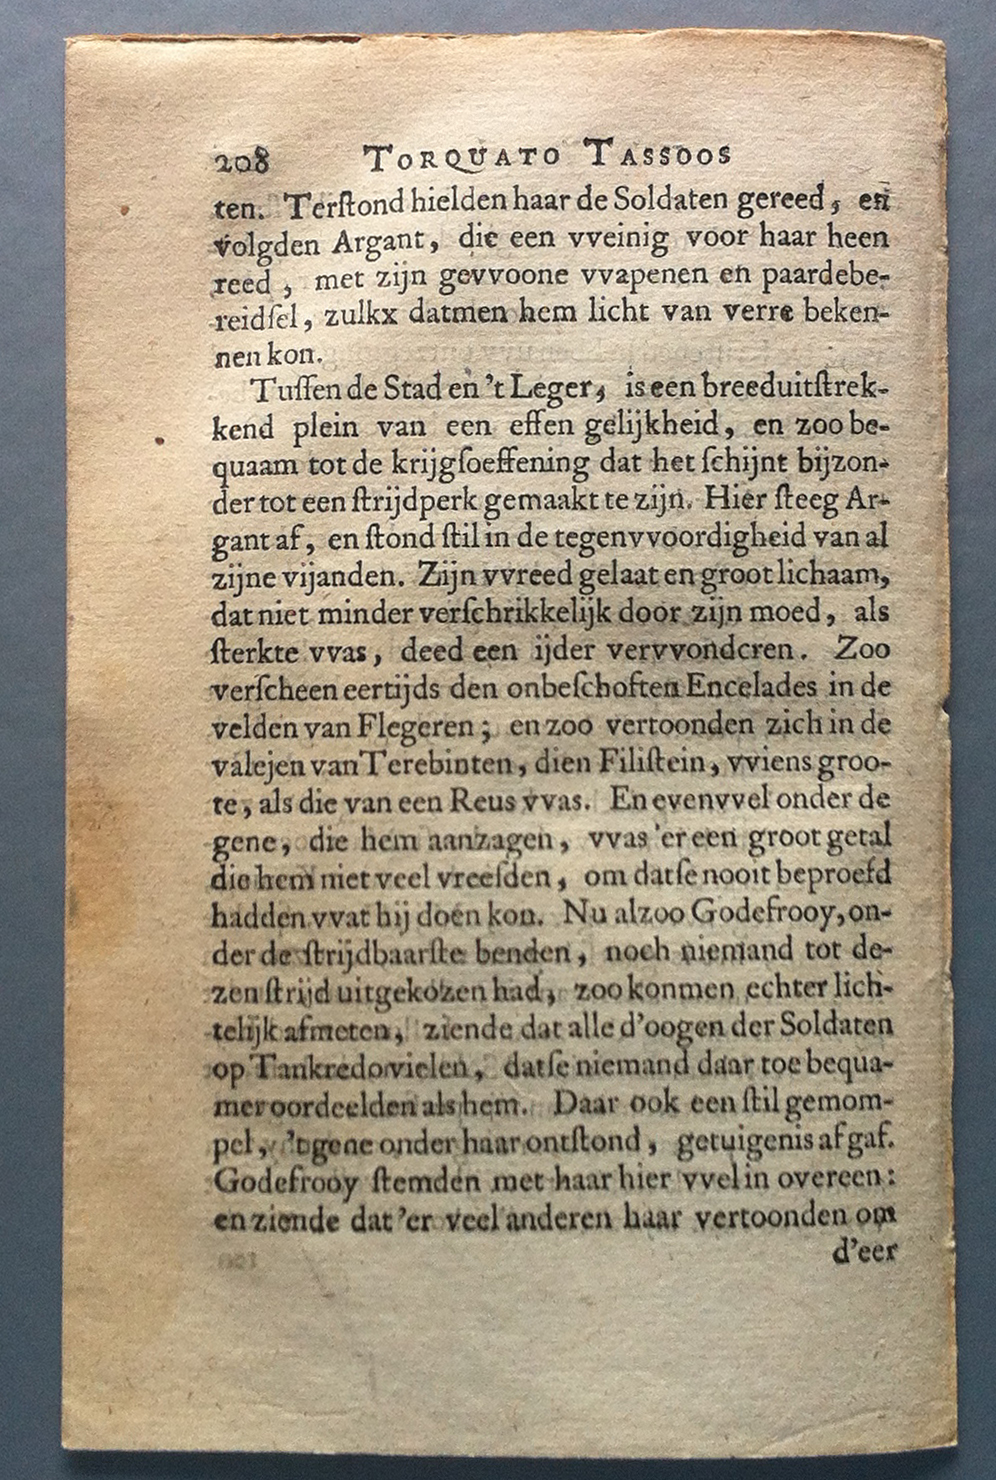 208 TORQUATO TASSOOS
ten. Terſtond hielden haar de Soldaten gereed, en
volgden Argant, die een vveinig voor haar heen
reed, met zijn gevvoone vvapenen en paardebe-
reidſel, zulkx datmen hem licht van verre beken-
nen kon.
Tuſſen de Stad en 't Leger, is een breed uitſtrek-
kend plein van een effen gelijkheid, en zoo be-
quaam tot de krijgſoeffening dat het ſchijnt bijzon-
der tot een ſtrijdperk gemaakt te zijn. Hier ſteeg Ar-
gant af, en ſtond ſtil in de tegenvvoordigheid van al
zijne vijanden. Zijn vvreed gelaat en groot lichaam,
dat niet minder verſchrikkelijk door zijn moed, als
ſterkte vvas, deed een ijder vervvonderen. Zoo
verſcheen eertijds den onbeſchoften Encelades in de
velden van Flegeren; en zoo vertoonden zich in de
valejen van Terebinten, dien Filiſtein, vviens groo-
te, als die van een Reus vvas. En evenvvel onder de
gene, die hem aanzagen, vvas 'er een groot getal
die hem niet veel vreeſden, om datſe nooit beproefd
hadden vvat hij doen kon. Nu alzoo Godefrooy, on-
der de ſtrijdbaarſte benden, noch niemand tot de-
zen ſtrijd uitgekozen had, zoo konmen echter lich-
telijk afmeten, ziende dat alle d'oogen der Soldaten
op Tankredo vielen, datſe niemand daar toe bequa-
mer oordeelden als hem. Daar ook een ſtil gemom-
pel, 'tgene onder haar ontſtond, getuigenis af gaf.
Godefrooy ſtemden met haar hier vvel in overeen:
en ziende dat 'er veel anderen haar vertoonden om
d'eer